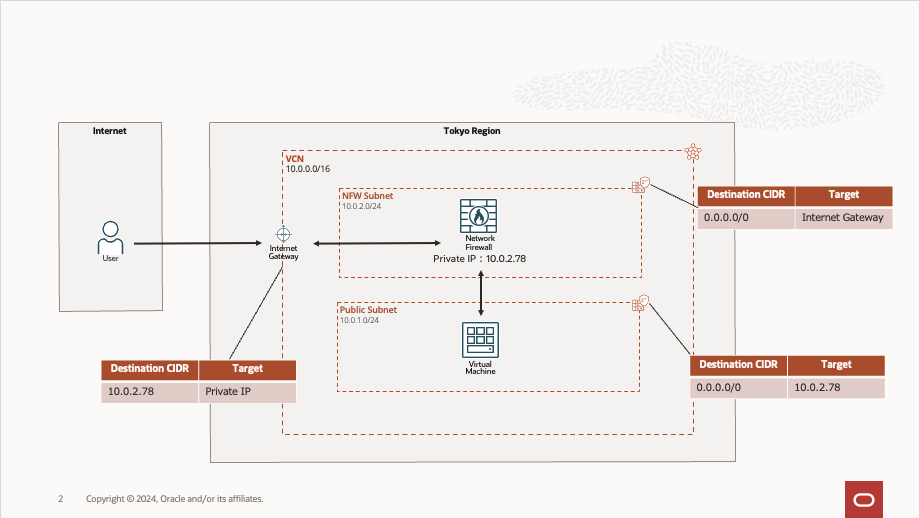 Internet
User
Tokyo Region
VCN
10.0.0.0/16
NFW Subnet
10.0.2.0/24
Network
Firewall
Private IP：10.0.2.78
Internet
Gateway
Public Subnet
10.0.1.0/24
Virtual
Machine
Destination CIDR Target
0.0.0.0/0 Internet Gateway
Destination CIDR Target
0.0.0.0/0 10.0.2.78
Destination CIDR Target
10.0.2.78 Private IP
2 Copyright © 2024, Oracle and/or its affiliates.